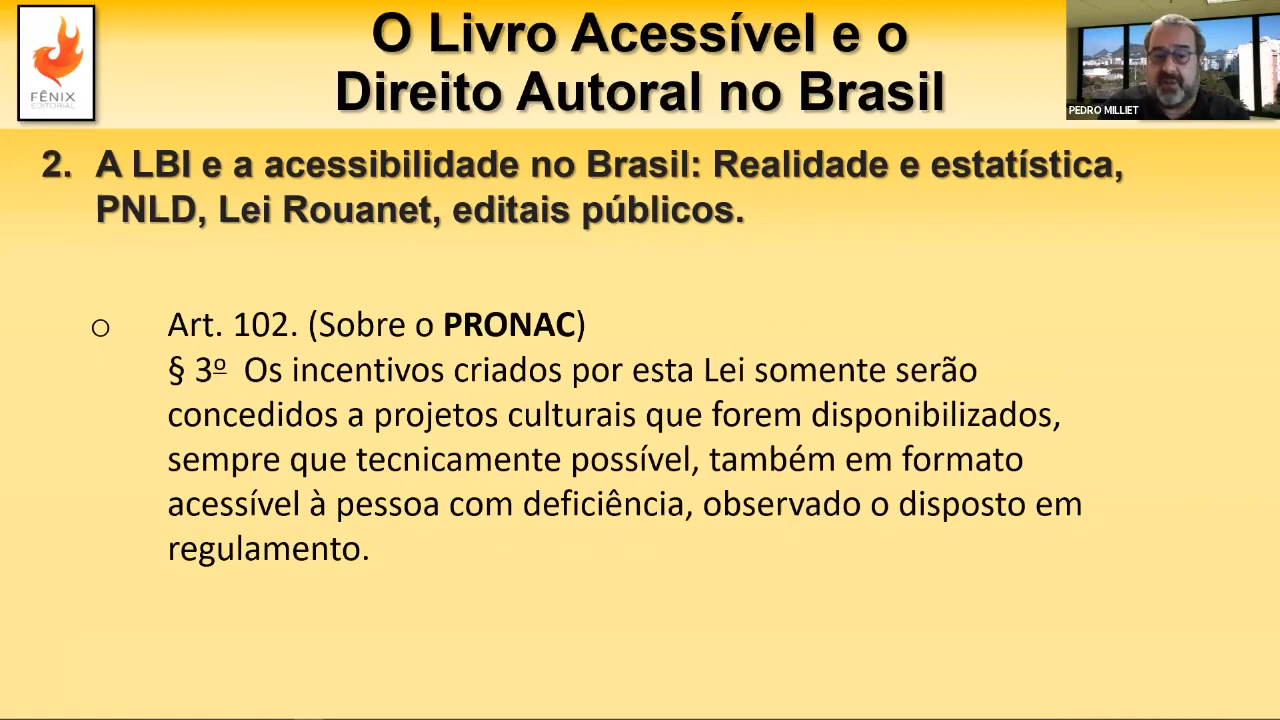 O Livro Acessível e o
Direito Autoral no Brasil
FÊNIX
EDITORIAL
PEDRO MILLIET
2. A LBI e a acessibilidade no Brasil: Realidade e estatística,
PNLD, Lei Rouanet, editais públicos.
o Art. 102. (Sobre o PRONAC)
§ 3º Os incentivos criados por esta Lei somente serão
concedidos a projetos culturais que forem disponibilizados,
sempre que tecnicamente possível, também em formato
acessível à pessoa com deficiência, observado o disposto em
regulamento.